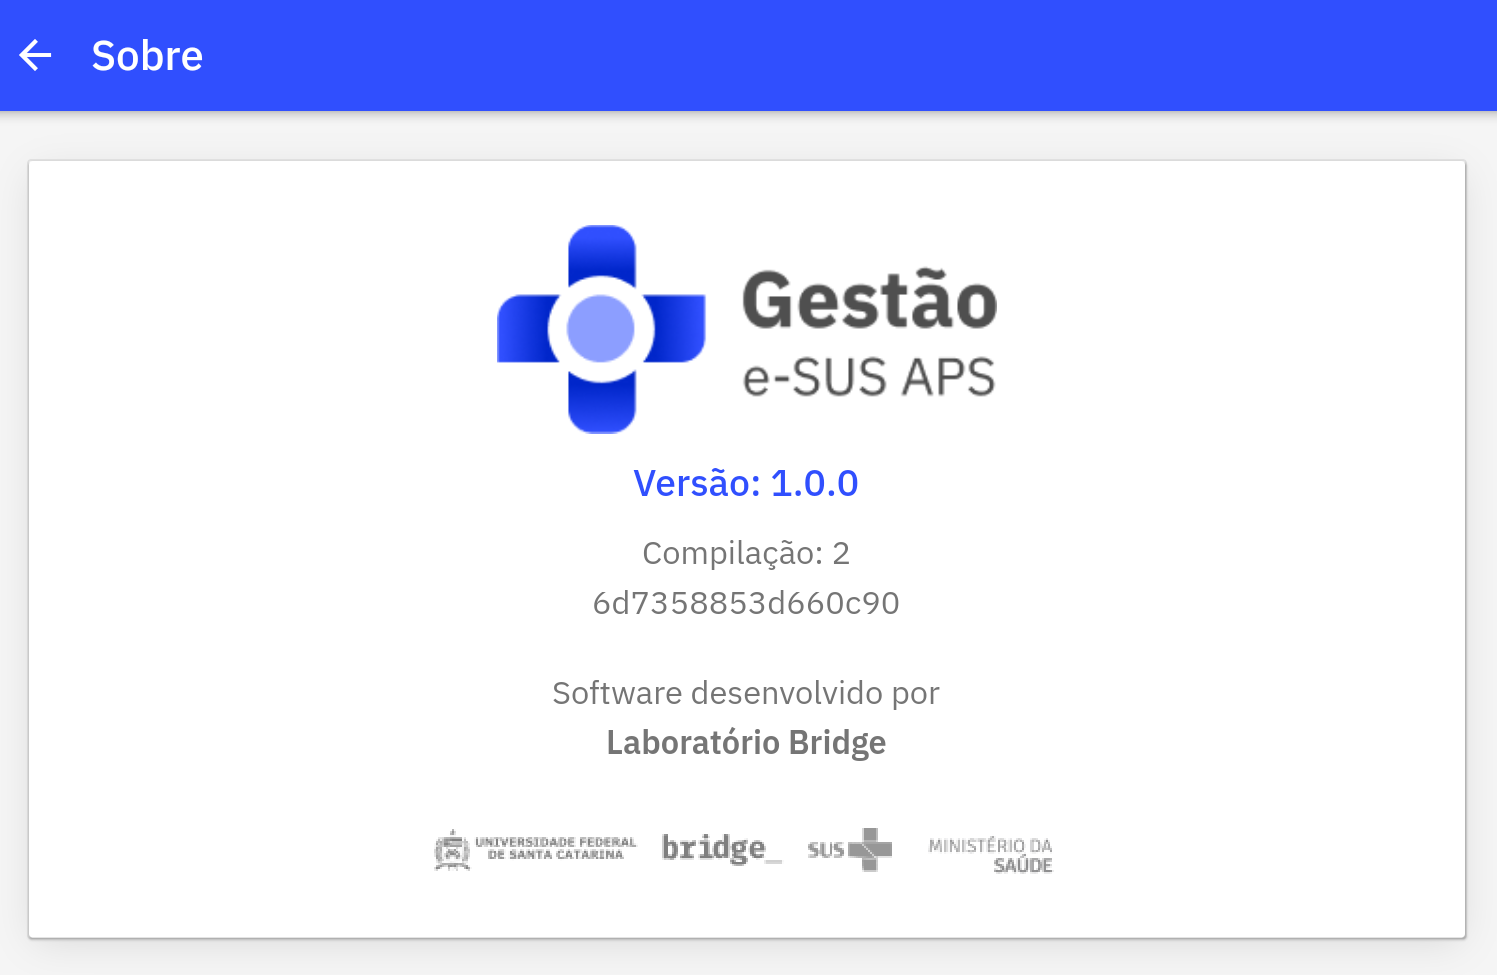 Sobre
Gestão
e-SUS APS
Versão: 1.0.0
Compilação: 2
6d7358853d660c90
Software desenvolvido por
Laboratório Bridge
UNIVERSIDADE FEDERAL
DE SANTA CATARINA
bridge_
SUS
MINISTÉRIO DA
SAÚDE